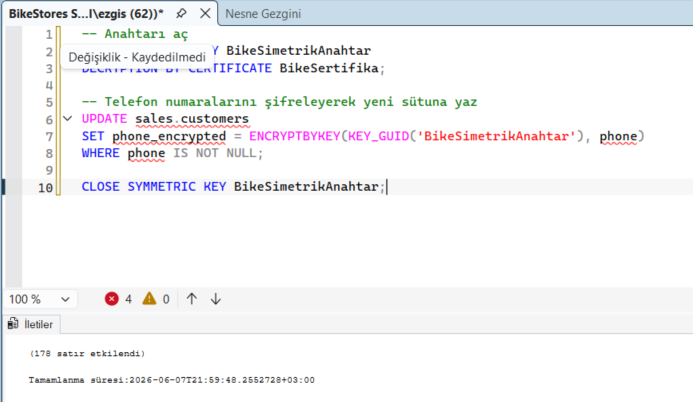 BikeStores S...l\ezgis (62))*
Nesne Gezgini
1 -- Anahtarı aç
2 Y BikeSimetrikAnahtar
Değişiklik - Kaydedilmedi
3 DECRYPTION BY CERTIFICATE BikeSertifika;
4
5 -- Telefon numaralarını şifreleyerek yeni sütuna yaz
6 UPDATE sales.customers
7 SET phone_encrypted = ENCRYPTBYKEY(KEY_GUID('BikeSimetrikAnahtar'), phone)
8 WHERE phone IS NOT NULL;
9
10 CLOSE SYMMETRIC KEY BikeSimetrikAnahtar;
100 % 4 0
İletiler
(178 satır etkilendi)
Tamamlanma süresi:2026-06-07T21:59:48.2552728+03:00